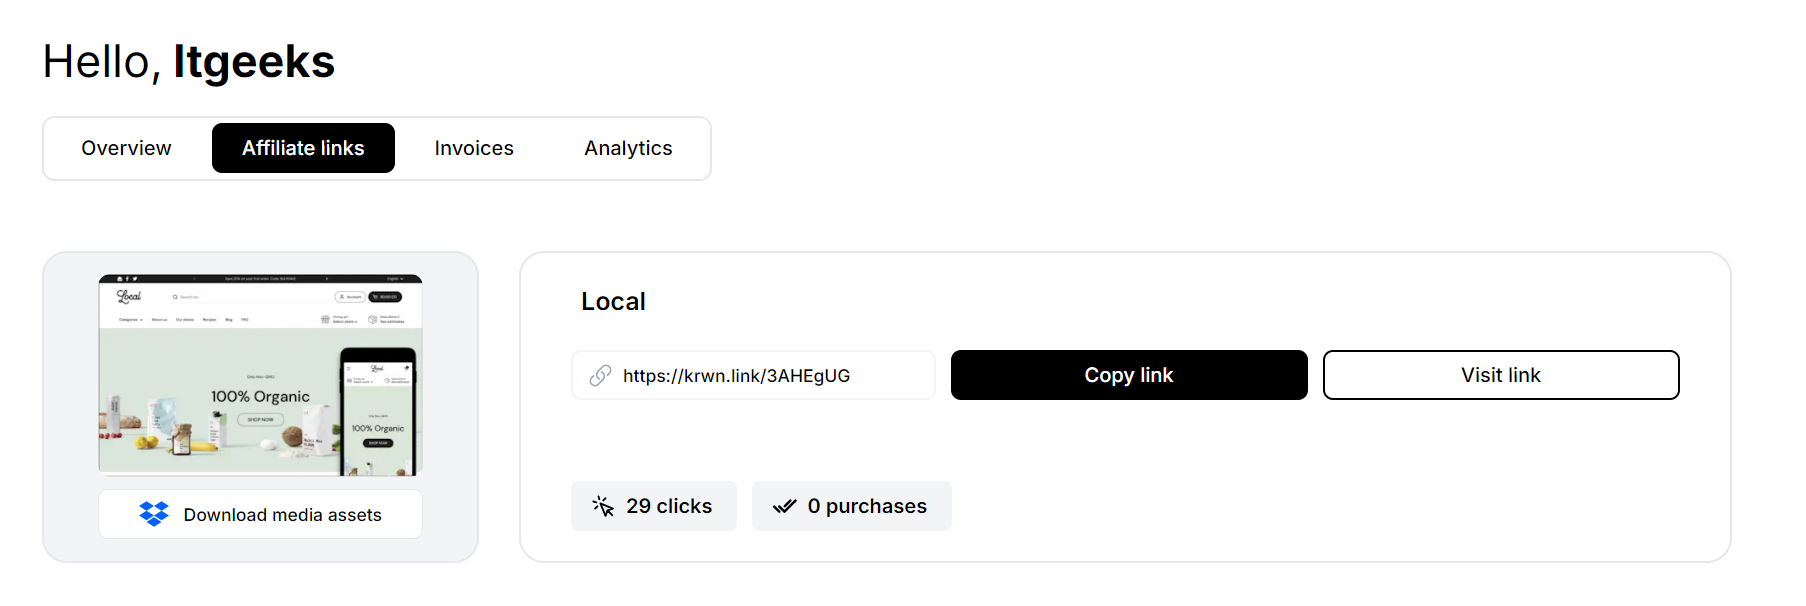 Hello, Itgeeks
Overview
Affiliate links
Invoices
Analytics
Local
100% Organic
SHOP NOW
Local
100% Organic
SHOP NOW
Download media assets
Local
https://krwn.link/3AHEgUG
Copy link
Visit link
29 clicks
0 purchases